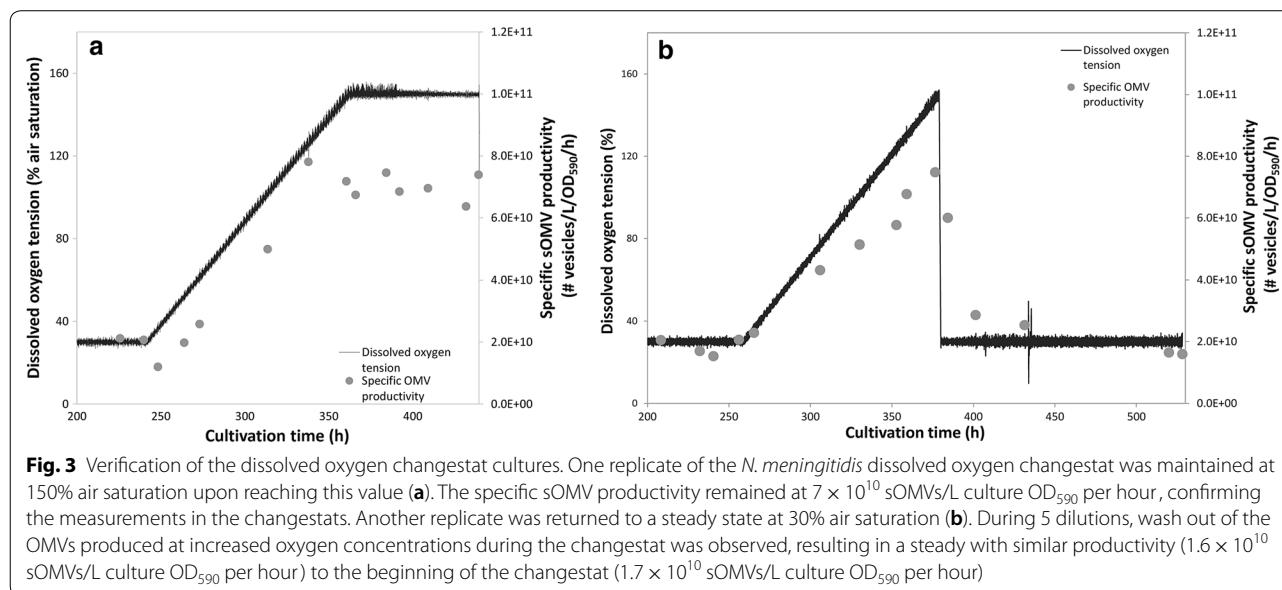 a
Dissolved oxygen tension (% air saturation)
160
120
80
40
0
200
300
400
Cultivation time (h)
1.2E+11
1.0E+11
8.0E+10
6.0E+10
4.0E+10
2.0E+10
0.0E+00
Specific sOMV productivity
(# vesicles/L/OD590/h)
Dissolved oxygen
tension
Specific OMV
productivity
b
Dissolved oxygen tension (%)
160
120
80
40
0
200
250
300
350
400
450
500
Cultivation time (h)
1.2E+11
1.0E+11
8.0E+10
6.0E+10
4.0E+10
2.0E+10
0.0E+00
Specific sOMV productivity
(# vesicles/L/OD590/h)
Dissolved oxygen
tension
Specific OMV
productivity
Fig. 3 Verification of the dissolved oxygen changestat cultures. One replicate of the N. meningitidis dissolved oxygen changestat was maintained at
150% air saturation upon reaching this value (a). The specific sOMV productivity remained at 7 × 10^10 sOMVs/L culture OD590 per hour, confirming
the measurements in the changestats. Another replicate was returned to a steady state at 30% air saturation (b). During 5 dilutions, wash out of the
OMVs produced at increased oxygen concentrations during the changestat was observed, resulting in a steady with similar productivity (1.6 × 10^10
sOMVs/L culture OD590 per hour) to the beginning of the changestat (1.7 × 10^10 sOMVs/L culture OD590 per hour)